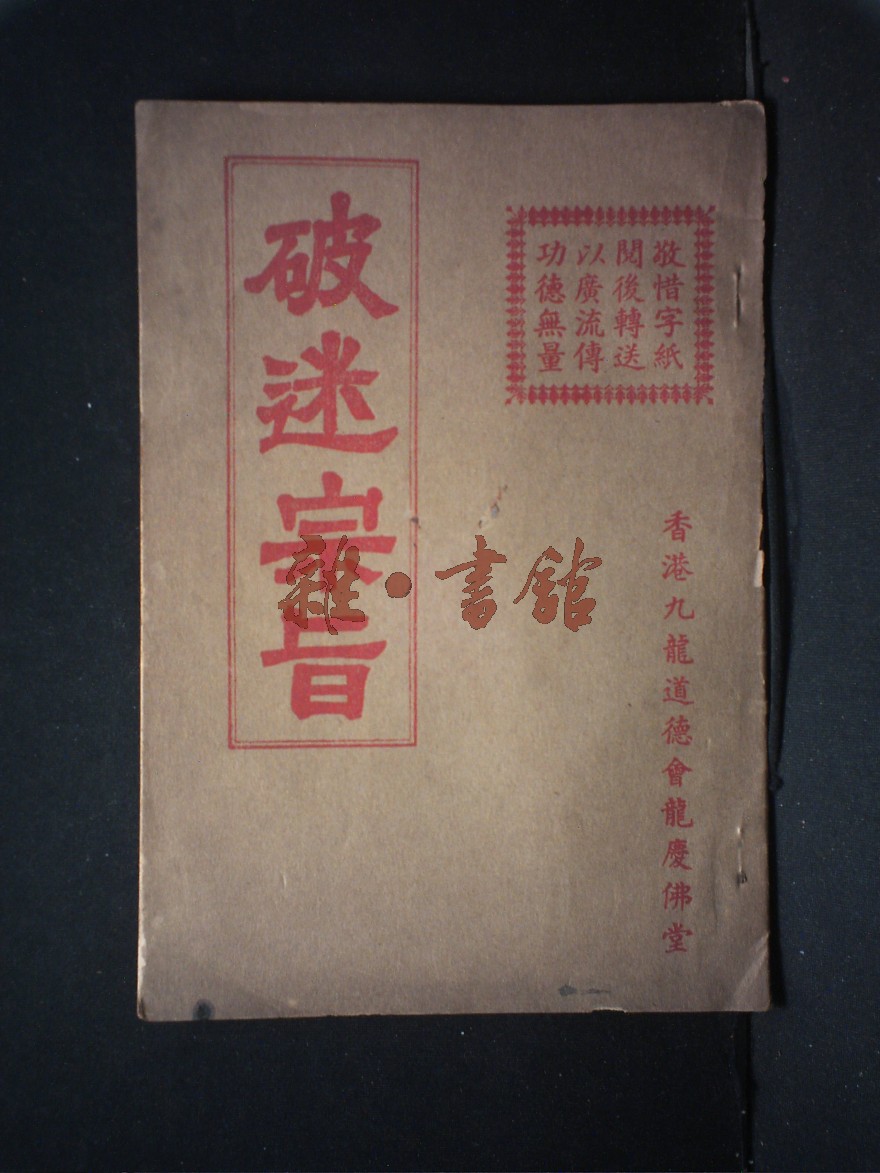 敬惜字紙
閱後轉送
以廣流傳
功德無量
香港九龍道德會龍慶佛堂
破迷宗旨
雜·書館